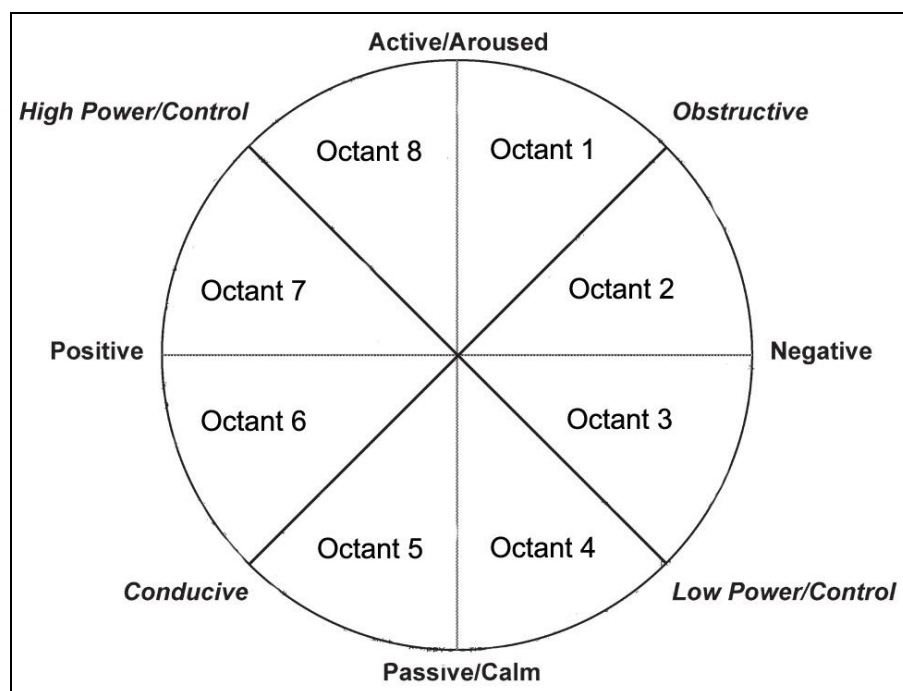 Active/Aroused
High Power/Control
Obstructive
Octant 8
Octant 1
Octant 7
Octant 2
Positive
Negative
Octant 6
Octant 3
Octant 5
Octant 4
Conducive
Low Power/Control
Passive/Calm